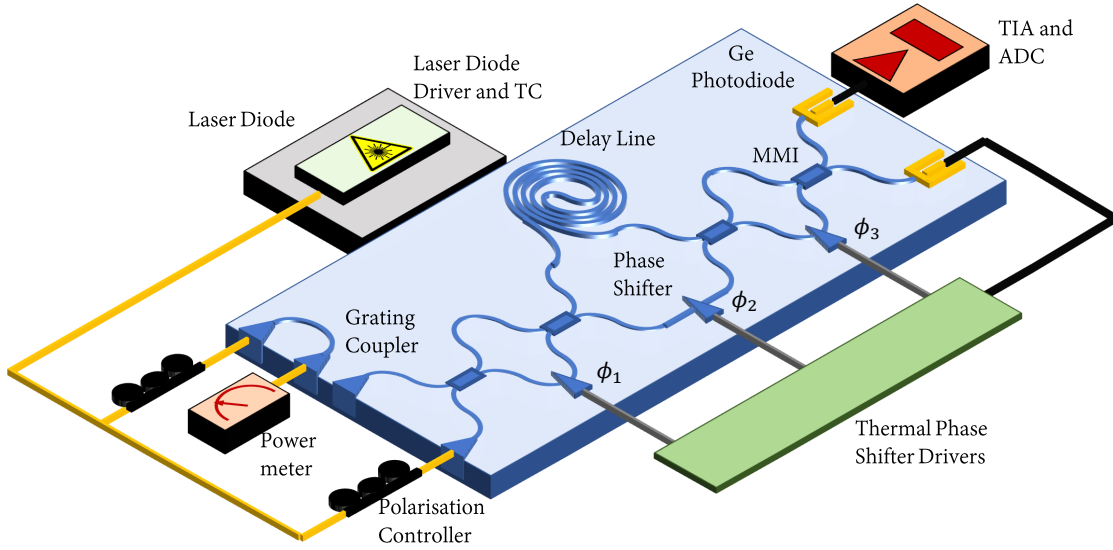 TIA and
ADC
Ge
Photodiode
Laser Diode
Driver and TC
Laser Diode
Delay Line
MMI
ϕ3
Phase
Shifter
ϕ2
Grating
Coupler
ϕ1
Thermal Phase
Shifter Drivers
Power
meter
Polarisation
Controller